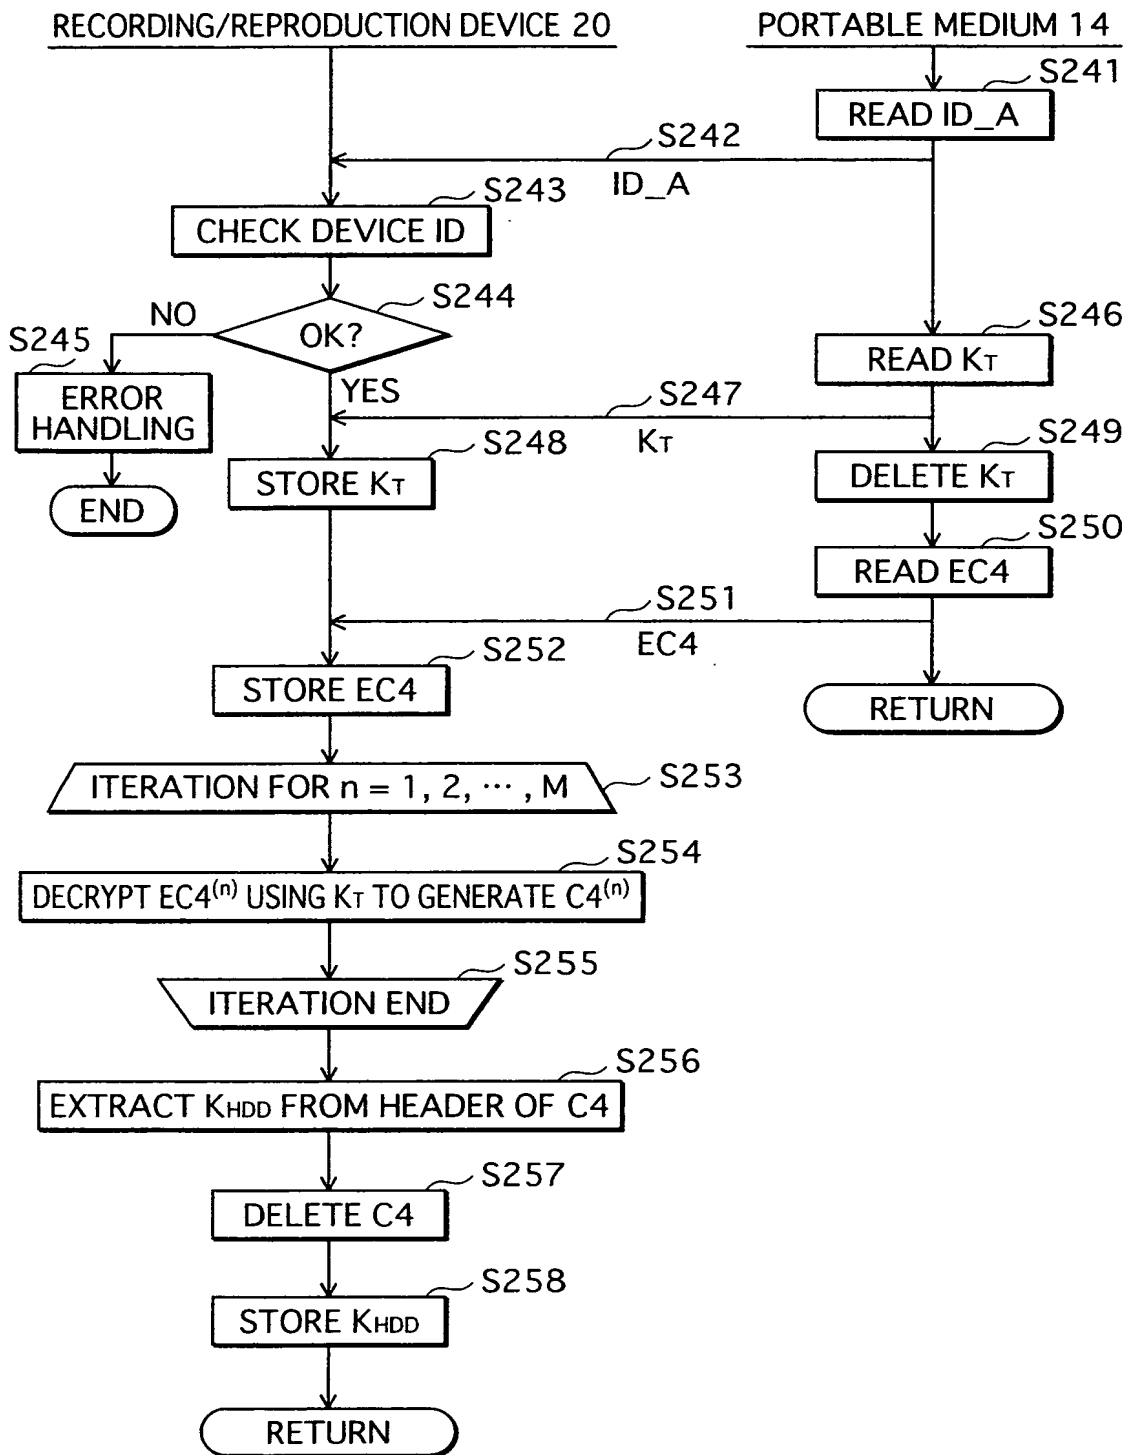 RECORDING/REPRODUCTION DEVICE 20
PORTABLE MEDIUM 14
S241
READ ID_A
S242
ID_A
S243
CHECK DEVICE ID
S244
OK?
NO
YES
S245
ERROR
HANDLING
END
S246
READ KT
S247
KT
S248
STORE KT
S249
DELETE KT
S250
READ EC4
S251
EC4
S252
STORE EC4
RETURN
S253
ITERATION FOR n = 1, 2, ··· , M
S254
DECRYPT EC4(n) USING KT TO GENERATE C4(n)
S255
ITERATION END
S256
EXTRACT KHDD FROM HEADER OF C4
S257
DELETE C4
S258
STORE KHDD
RETURN